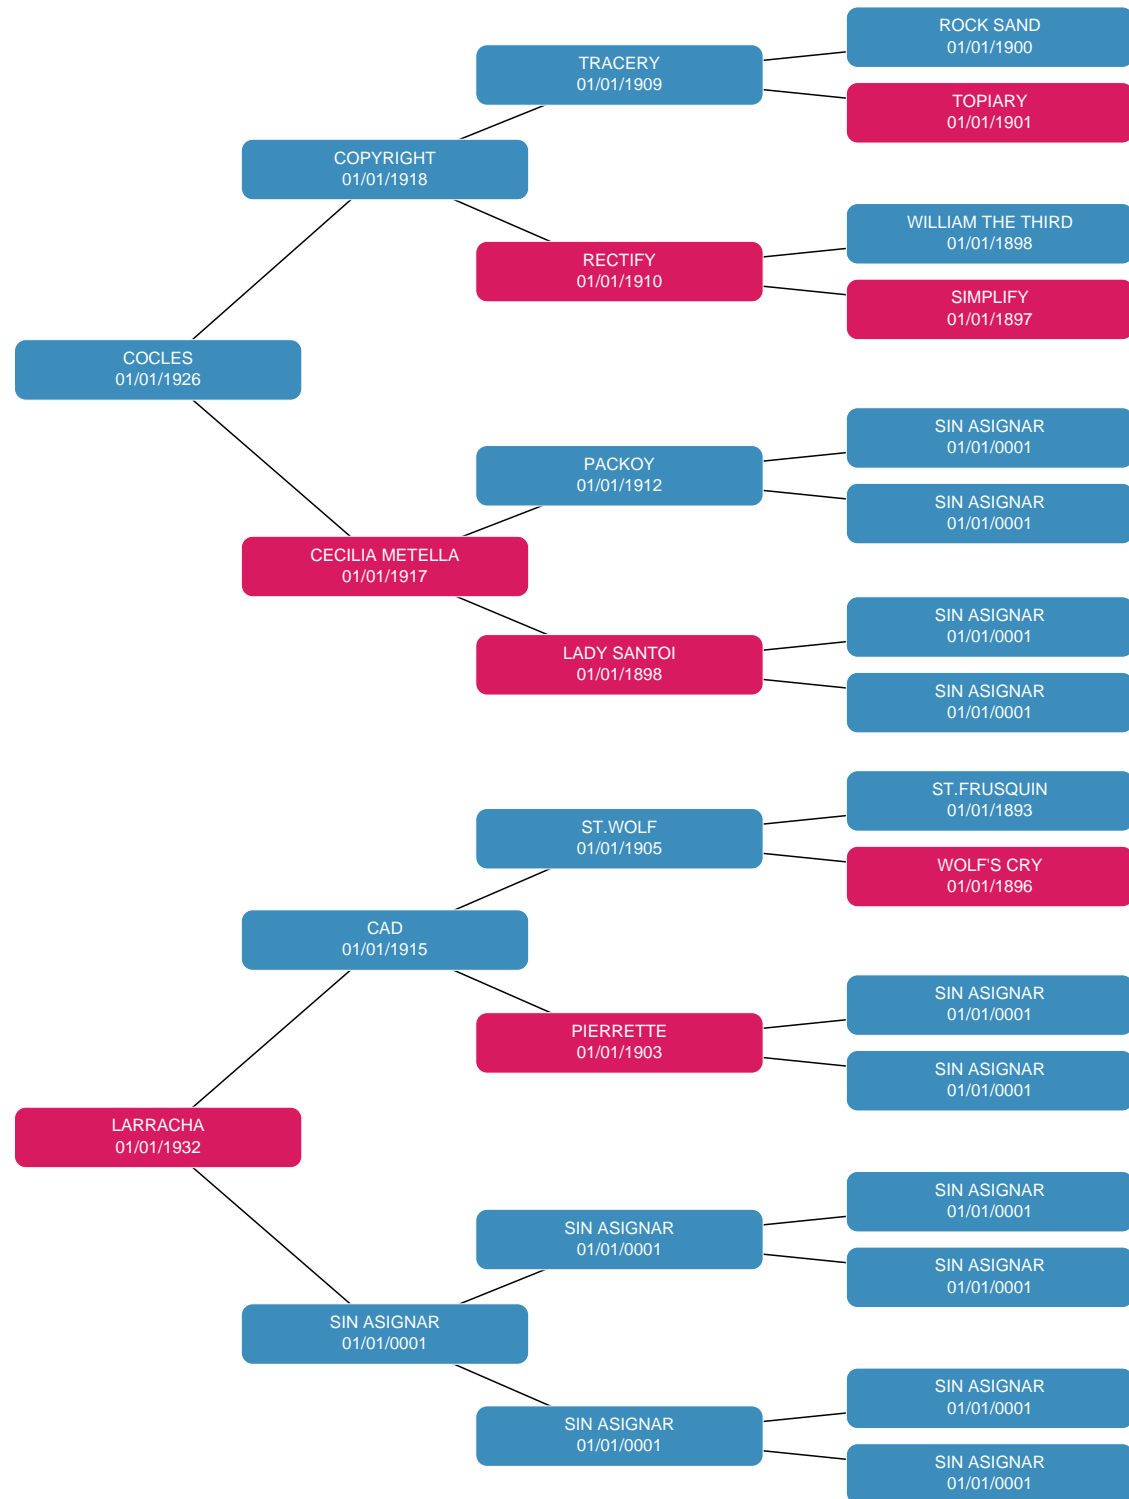 ROCK SAND
01/01/1900
TRACERY
01/01/1909
TOPIARY
01/01/1901
COPYRIGHT
01/01/1918
WILLIAM THE THIRD
01/01/1898
RECTIFY
01/01/1910
SIMPLIFY
01/01/1897
COCLES
01/01/1926
SIN ASIGNAR
01/01/0001
PACKOY
01/01/1912
SIN ASIGNAR
01/01/0001
CECILIA METELLA
01/01/1917
SIN ASIGNAR
01/01/0001
LADY SANTOI
01/01/1898
SIN ASIGNAR
01/01/0001
ST.FRUSQUIN
01/01/1893
ST.WOLF
01/01/1905
WOLF'S CRY
01/01/1896
CAD
01/01/1915
SIN ASIGNAR
01/01/0001
PIERRETTE
01/01/1903
SIN ASIGNAR
01/01/0001
LARRACHA
01/01/1932
SIN ASIGNAR
01/01/0001
SIN ASIGNAR
01/01/0001
SIN ASIGNAR
01/01/0001
SIN ASIGNAR
01/01/0001
SIN ASIGNAR
01/01/0001
SIN ASIGNAR
01/01/0001
SIN ASIGNAR
01/01/0001